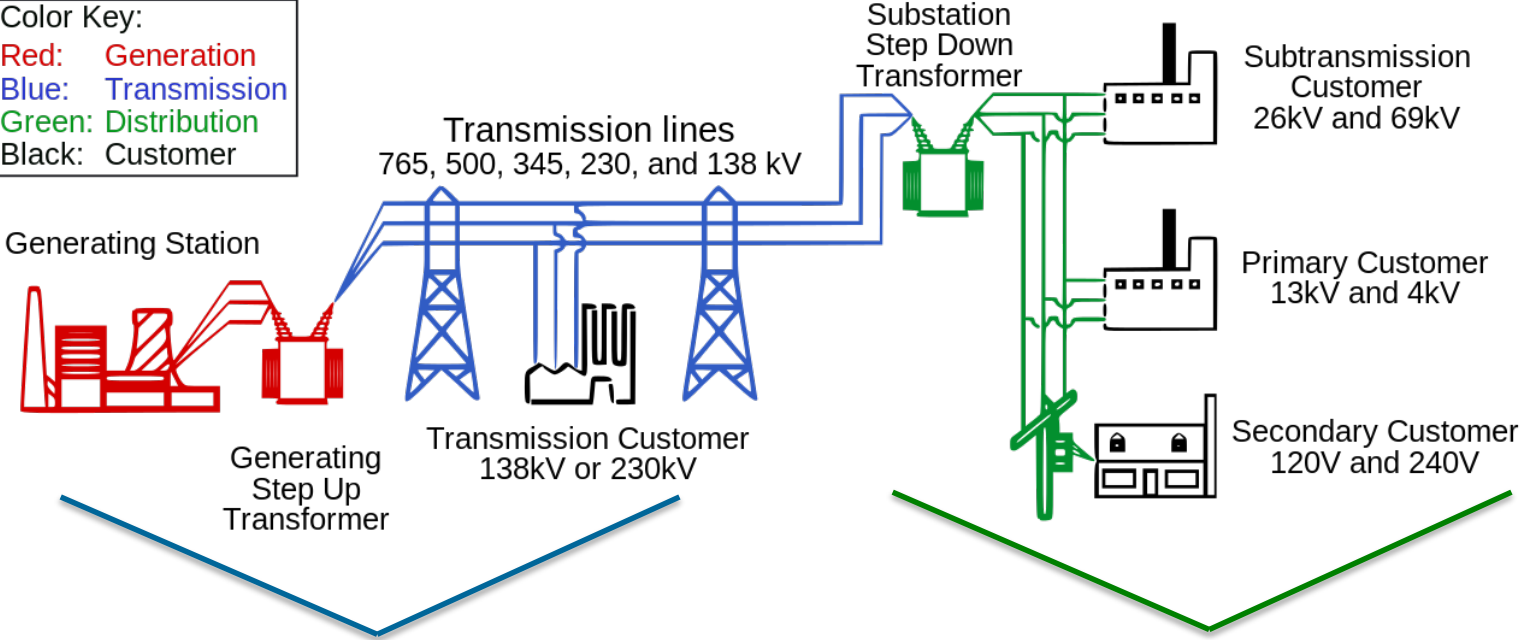 Color Key:
Red: Generation
Blue: Transmission
Green: Distribution
Black: Customer
Substation
Step Down
Transformer
Subtransmission
Customer
26kV and 69kV
Transmission lines
765, 500, 345, 230, and 138 kV
Generating Station
Primary Customer
13kV and 4kV
Transmission Customer
138kV or 230kV
Secondary Customer
120V and 240V
Generating
Step Up
Transformer